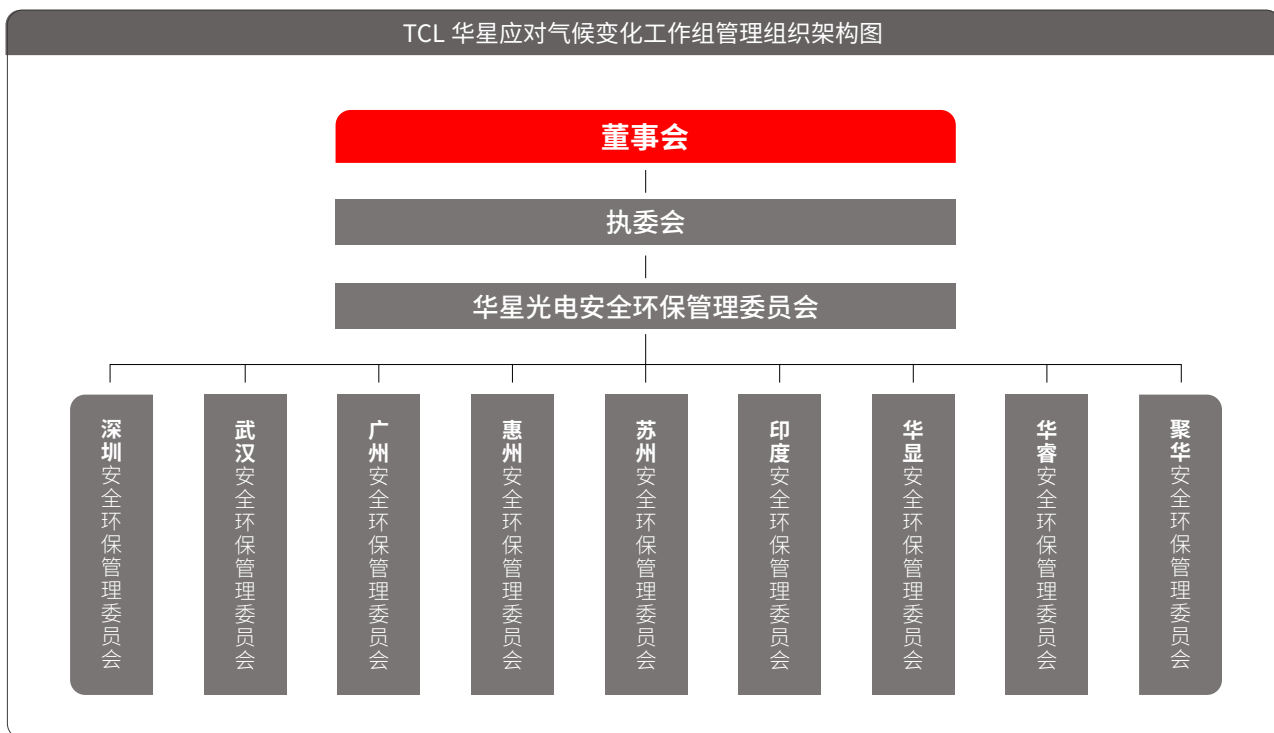 TCL 华星应对气候变化工作组管理组织架构图
董事会
执委会
华星光电安全环保管理委员会
深圳安全环保管理委员会
武汉安全环保管理委员会
广州安全环保管理委员会
惠州安全环保管理委员会
苏州安全环保管理委员会
印度安全环保管理委员会
华显安全环保管理委员会
华睿安全环保管理委员会
聚华安全环保管理委员会